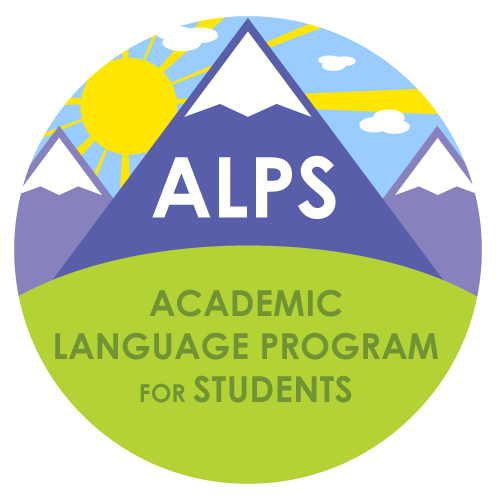 ALPS
ACADEMIC
LANGUAGE PROGRAM
FOR STUDENTS